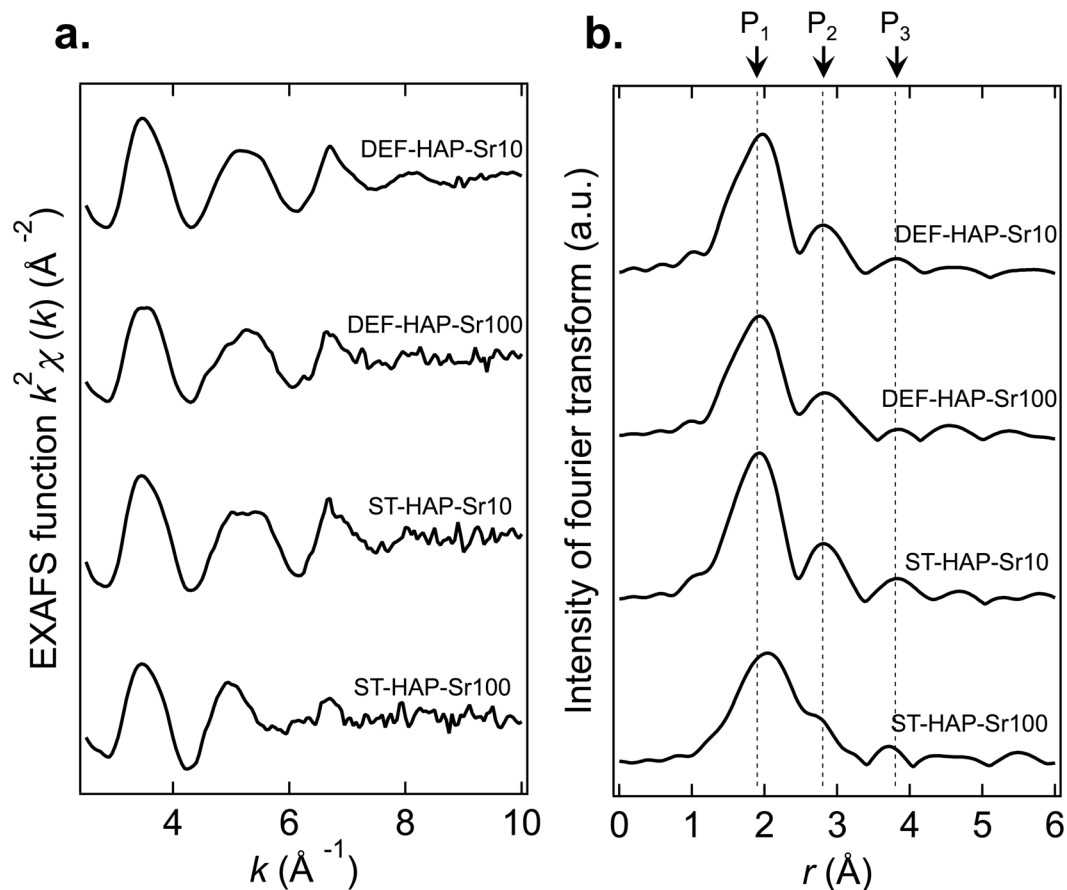 a.
EXAFS function k² χ (k) (Å⁻²)
DEF-HAP-Sr10
DEF-HAP-Sr100
ST-HAP-Sr10
ST-HAP-Sr100
4 6 8 10
k (Å⁻¹)
b.
P₁ P₂ P₃
Intensity of fourier transform (a.u.)
DEF-HAP-Sr10
DEF-HAP-Sr100
ST-HAP-Sr10
ST-HAP-Sr100
0 1 2 3 4 5 6
r (Å)